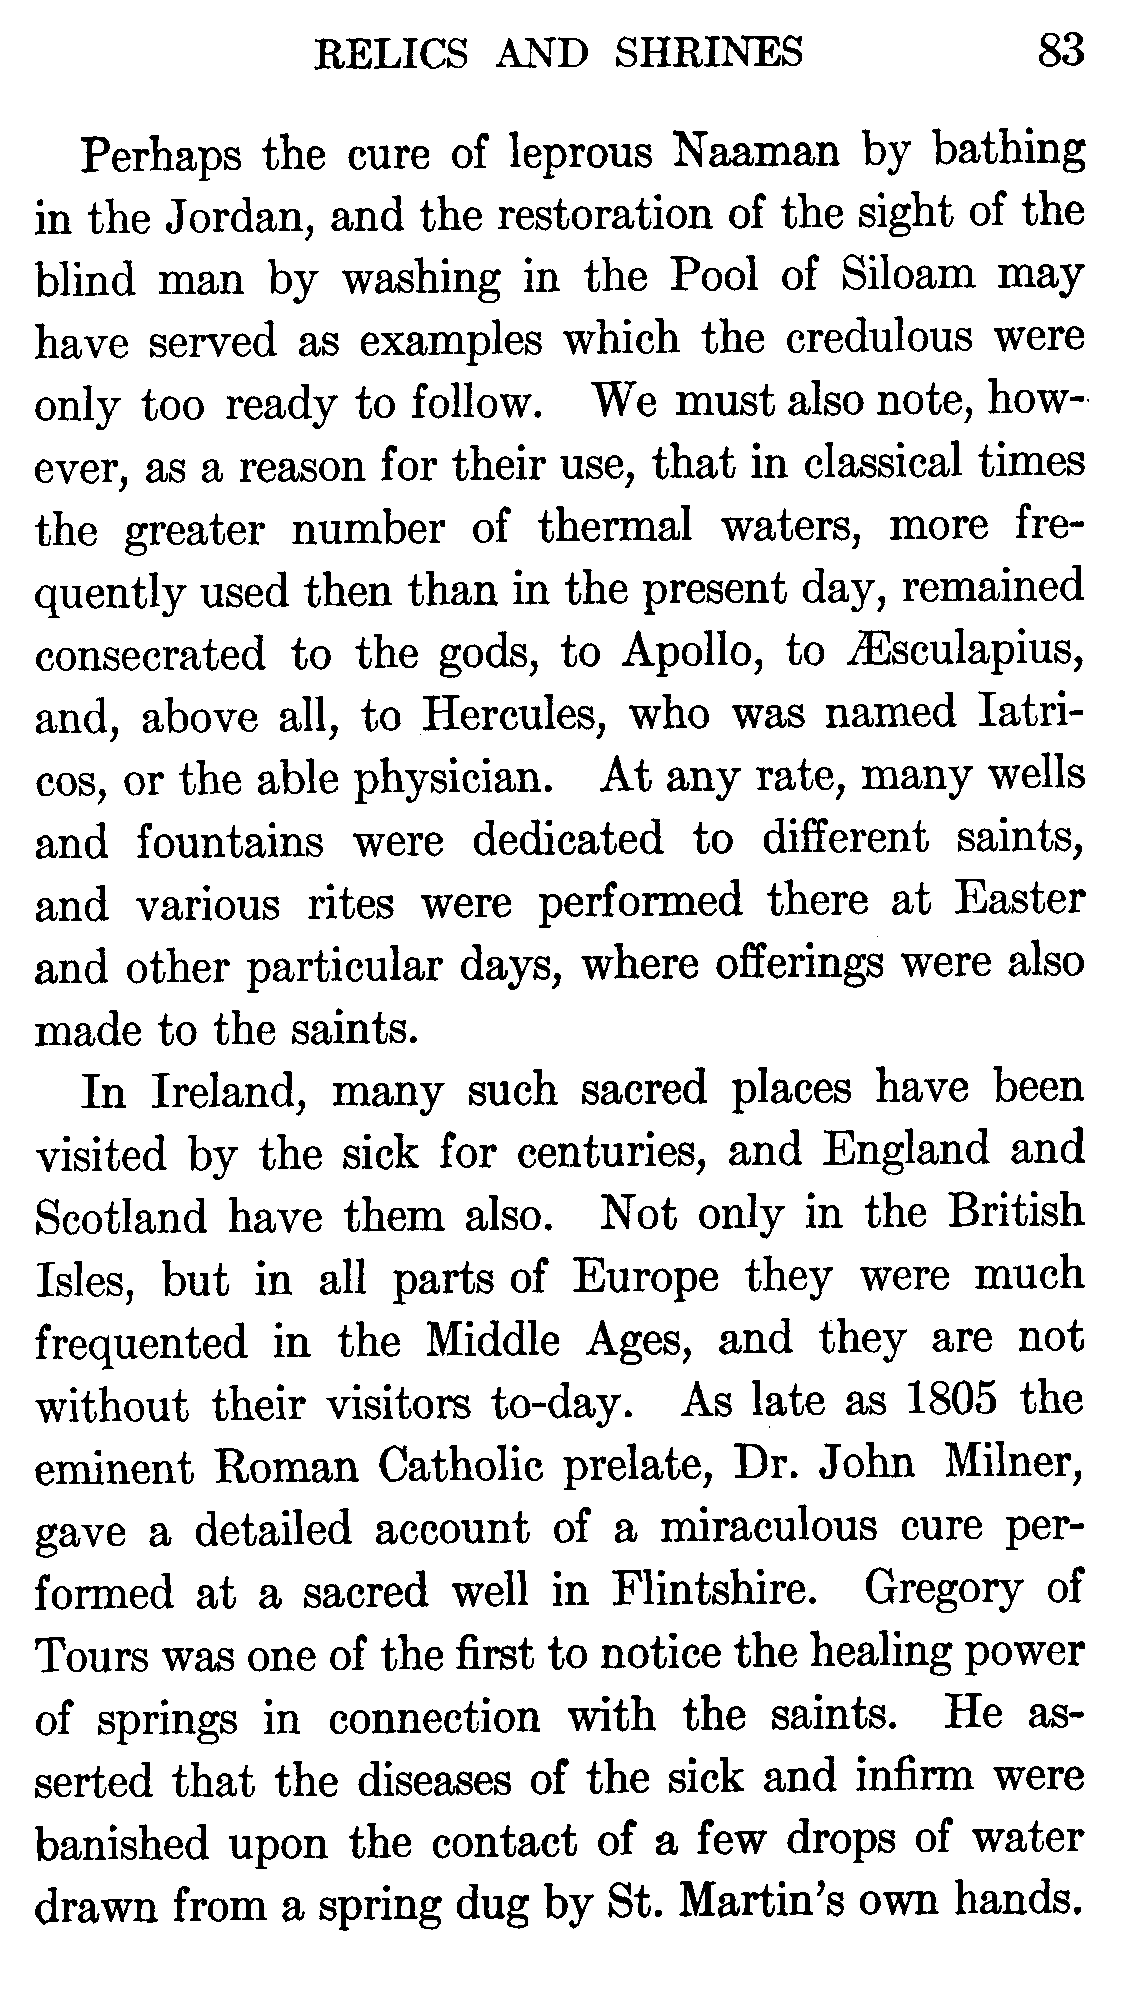 RELICS AND SHRINES 83
Perhaps the cure of leprous Naaman by bathing
in the Jordan, and the restoration of the sight of the
blind man by washing in the Pool of Siloam may
have served as examples which the credulous were
only too ready to follow. We must also note, how-
ever, as a reason for their use, that in classical times
the greater number of thermal waters, more fre-
quently used then than in the present day, remained
consecrated to the gods, to Apollo, to Æsculapius,
and, above all, to Hercules, who was named Iatri-
cos, or the able physician. At any rate, many wells
and fountains were dedicated to different saints,
and various rites were performed there at Easter
and other particular days, where offerings were also
made to the saints.
In Ireland, many such sacred places have been
visited by the sick for centuries, and England and
Scotland have them also. Not only in the British
Isles, but in all parts of Europe they were much
frequented in the Middle Ages, and they are not
without their visitors to-day. As late as 1805 the
eminent Roman Catholic prelate, Dr. John Milner,
gave a detailed account of a miraculous cure per-
formed at a sacred well in Flintshire. Gregory of
Tours was one of the first to notice the healing power
of springs in connection with the saints. He as-
serted that the diseases of the sick and infirm were
banished upon the contact of a few drops of water
drawn from a spring dug by St. Martin's own hands.